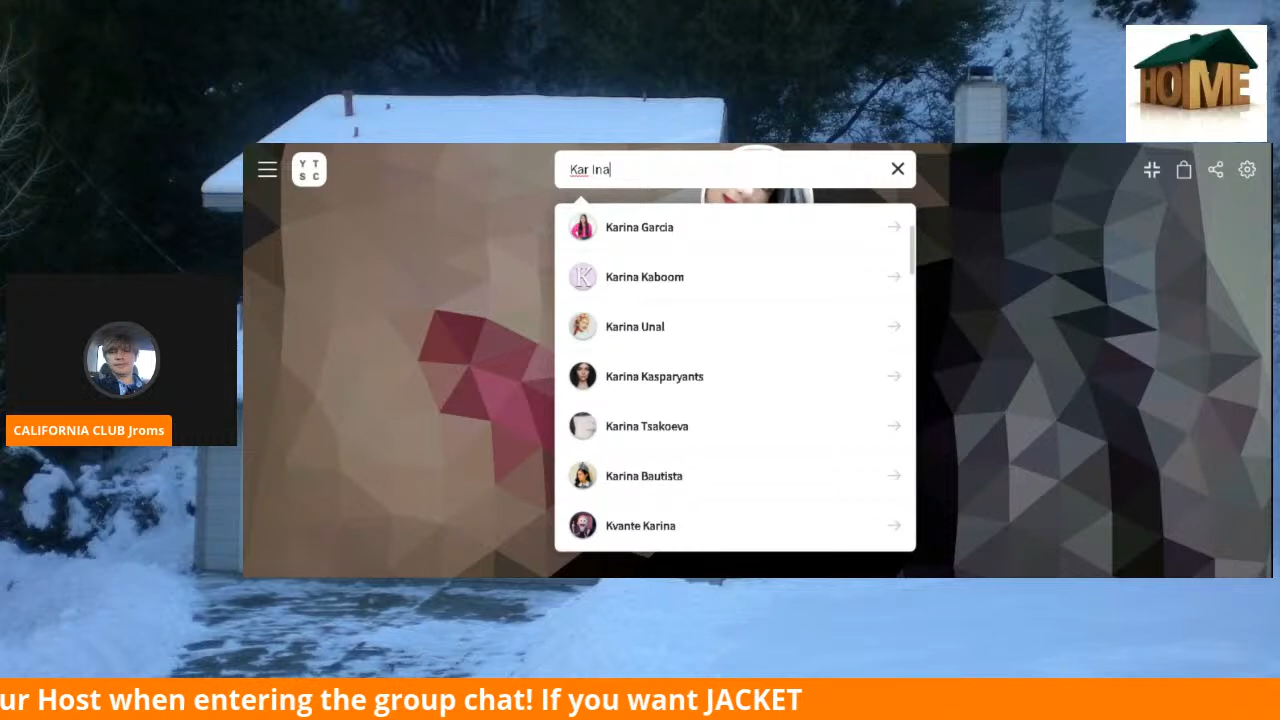 HOME
Y T
S C
Kar Ina
Karina Garcia
Karina Kaboom
Karina Unal
Karina Kasparyants
Karina Tsakoeva
Karina Bautista
Kvante Karina
CALIFORNIA CLUB Jroms
ur Host when entering the group chat! If you want JACKET